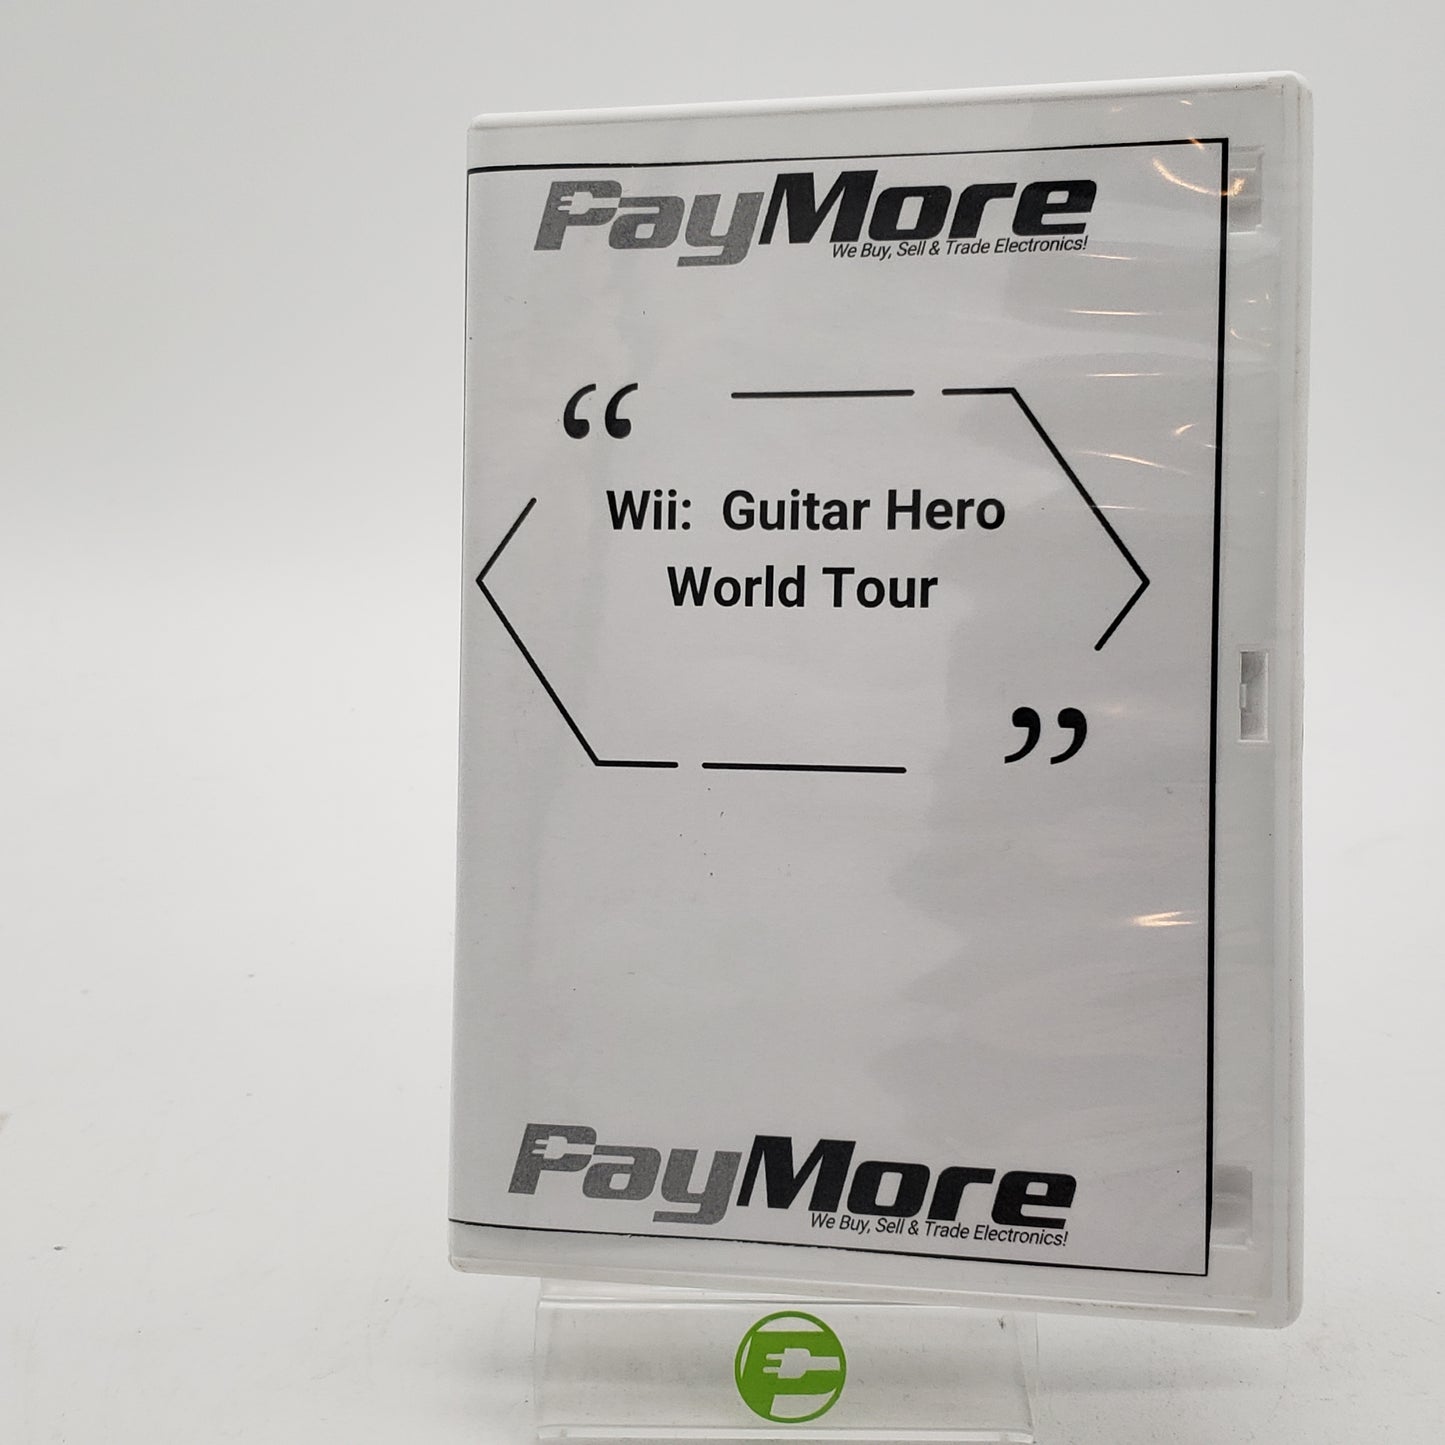 PayMore
We Buy, Sell & Trade Electronics!
“
Wii: Guitar Hero
World Tour
”
PayMore
We Buy, Sell & Trade Electronics!